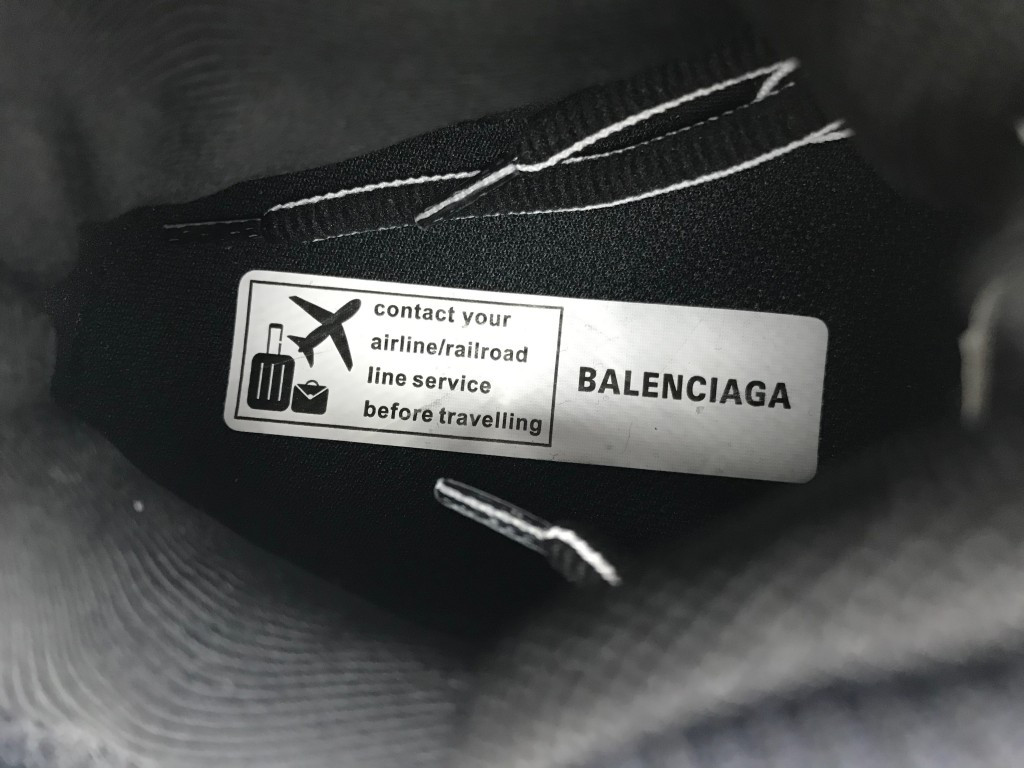 contact your
airline/railroad
line service
before travelling
BALENCIAGA